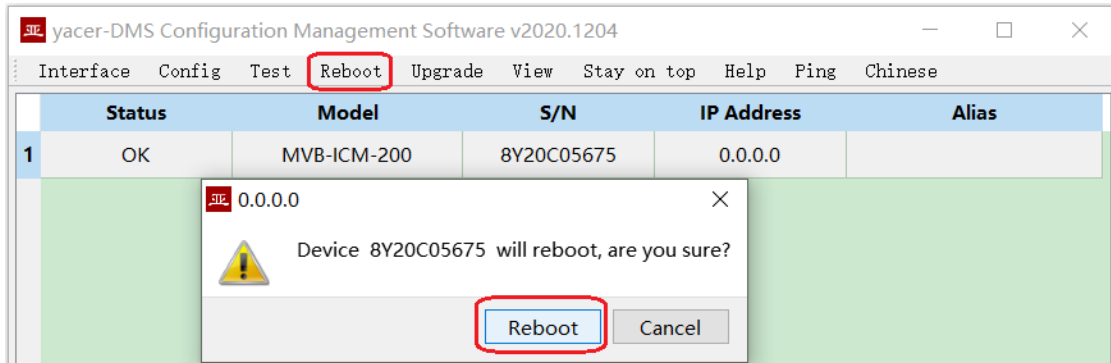 yacer-DMS Configuration Management Software v2020.1204
Interface Config Test Reboot Upgrade View Stay on top Help Ping Chinese
Status Model S/N IP Address Alias
1 OK MVB-ICM-200 8Y20C05675 0.0.0.0
0.0.0.0
Device 8Y20C05675 will reboot, are you sure?
Reboot Cancel